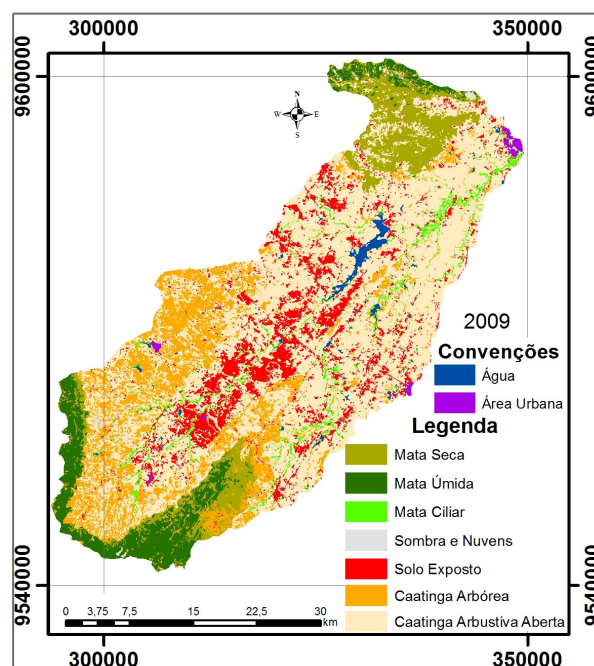 300000 350000
9600000 9600000
N
W E
S
2009
Convenções
Água
Área Urbana
Legenda
Mata Seca
Mata Úmida
Mata Ciliar
Sombra e Nuvens
Solo Exposto
Caatinga Arbórea
Caatinga Arbustiva Aberta
0 3,75 7,5 15 22,5 30
km
9540000 9540000
300000 350000